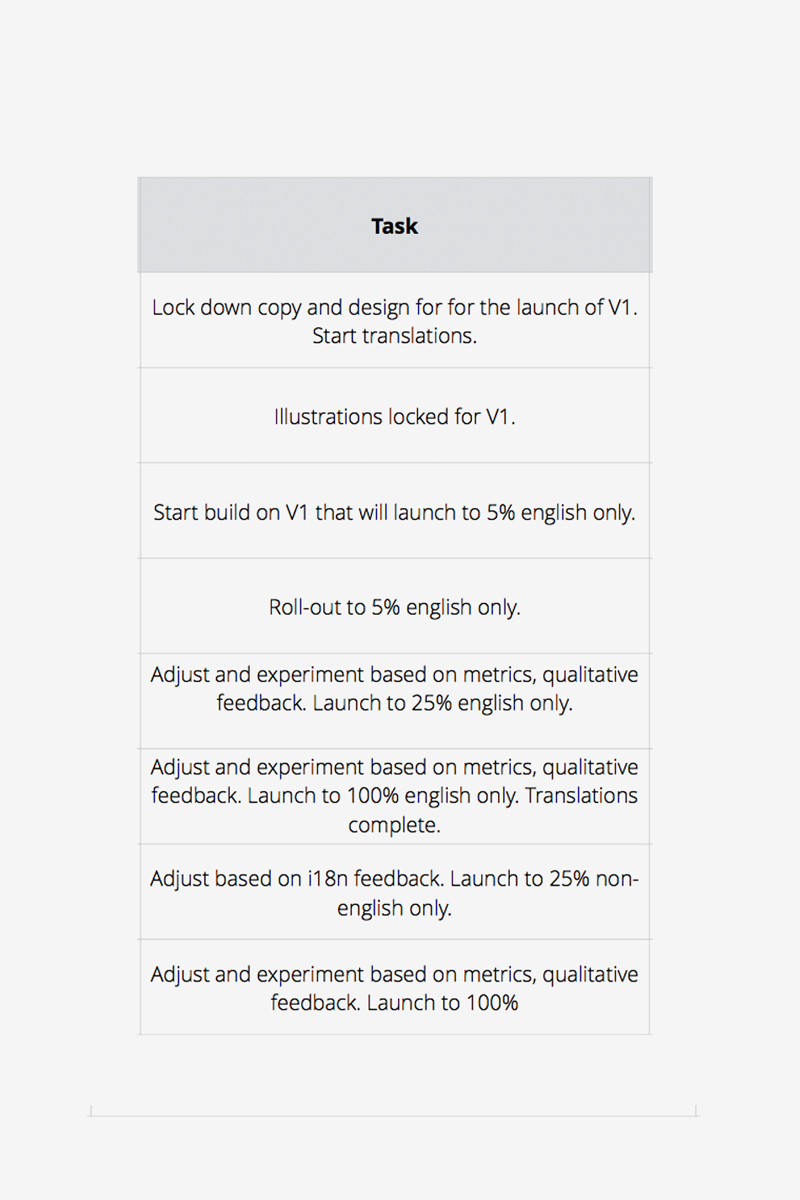 Task
Lock down copy and design for for the launch of V1.
Start translations.
Illustrations locked for V1.
Start build on V1 that will launch to 5% english only.
Roll-out to 5% english only.
Adjust and experiment based on metrics, qualitative
feedback. Launch to 25% english only.
Adjust and experiment based on metrics, qualitative
feedback. Launch to 100% english only. Translations
complete.
Adjust based on i18n feedback. Launch to 25% non-
english only.
Adjust and experiment based on metrics, qualitative
feedback. Launch to 100%